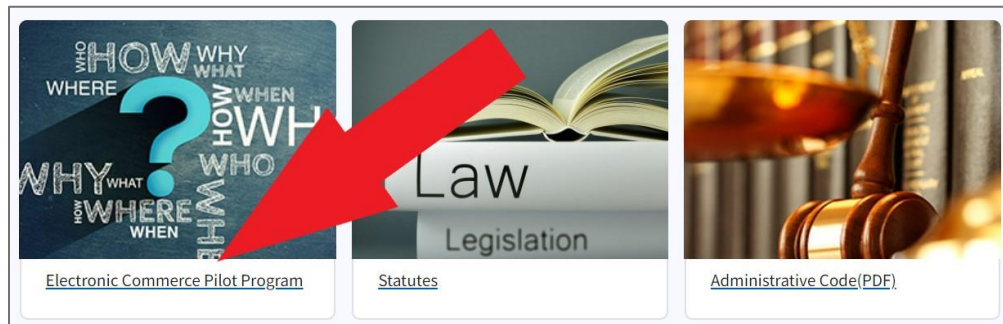 WHO
HOW WHY
WHAT
WHERE
HOW
WHEN
WH
WHO
WHY
WHAT
HOW
WHERE
WHEN
Law
Legislation
Electronic Commerce Pilot Program
Statutes
Administrative Code(PDF)